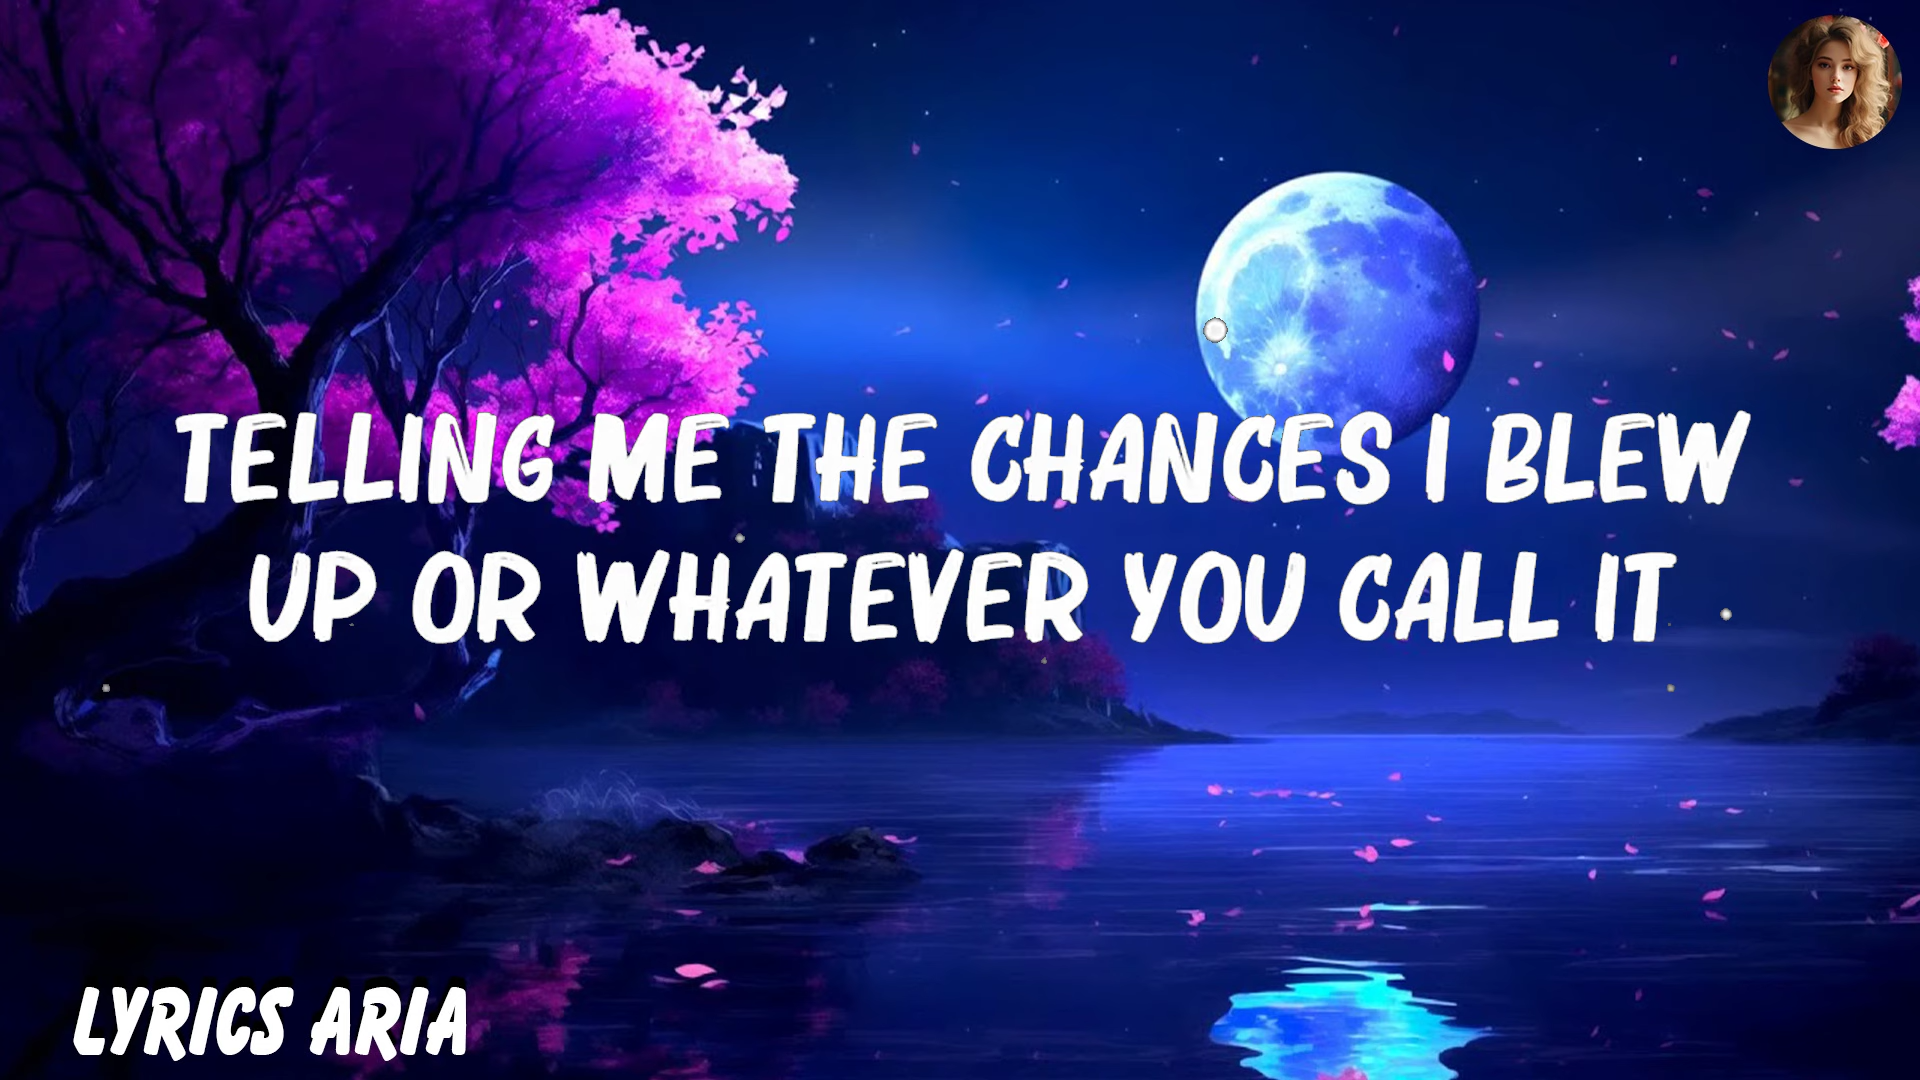 TELLING ME THE CHANCES I BLEW
UP OR WHATEVER YOU CALL IT
LYRICS ARIA